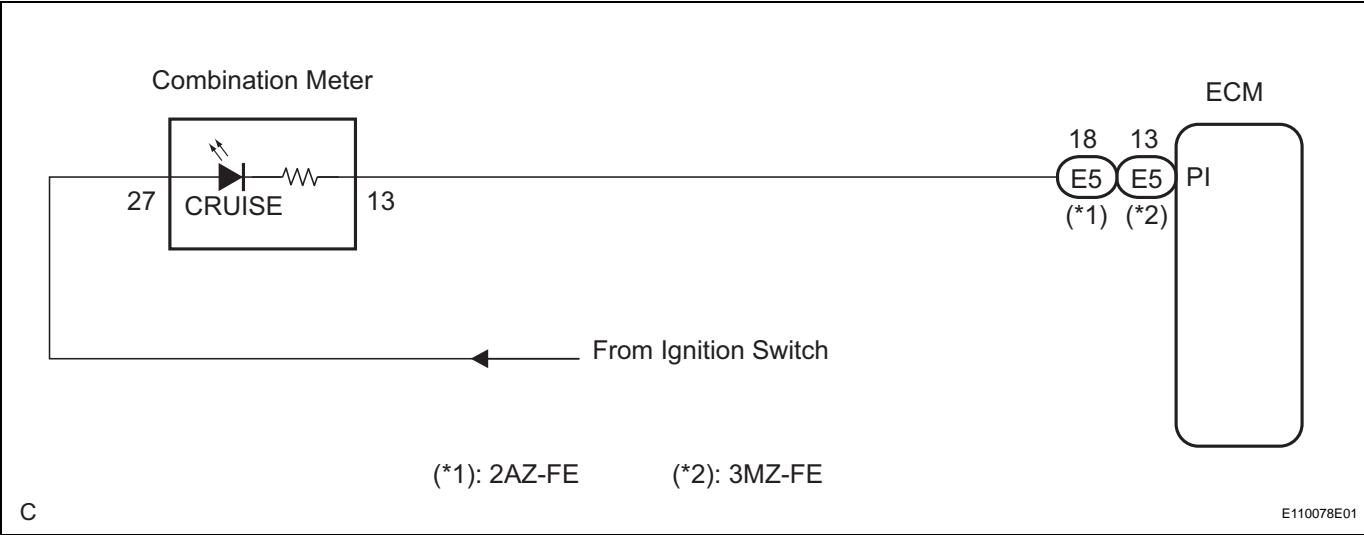 Combination Meter
ECM
18 13
27 CRUISE 13 E5 E5 PI
(*1) (*2)
From Ignition Switch
(*1): 2AZ-FE (*2): 3MZ-FE
C E110078E01